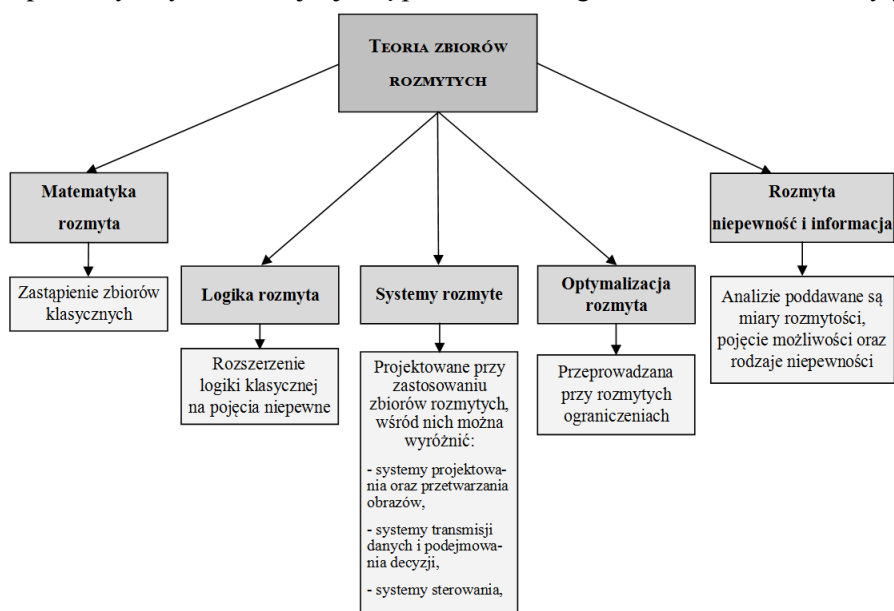 TEORIA ZBIORÓW
ROZMYTYCH
Matematyka
rozmyta
Zastąpienie zbiorów
klasycznych
Logika rozmyta
Rozszerzenie
logiki klasycznej
na pojęcia niepewne
Systemy rozmyte
Projektowane przy
zastosowaniu
zbiorów rozmytych,
wśród nich można
wyróżnić:
- systemy projektowa-
nia oraz przetwarzania
obrazów,
- systemy transmisji
danych i podejmowa-
nia decyzji,
- systemy sterowania,
Optymalizacja
rozmyta
Przeprowadzana
przy rozmytych
ograniczeniach
Rozmyta
niepewność i informacja
Analizie poddawane są
miary rozmytości,
pojęcie możliwości oraz
rodzaje niepewności